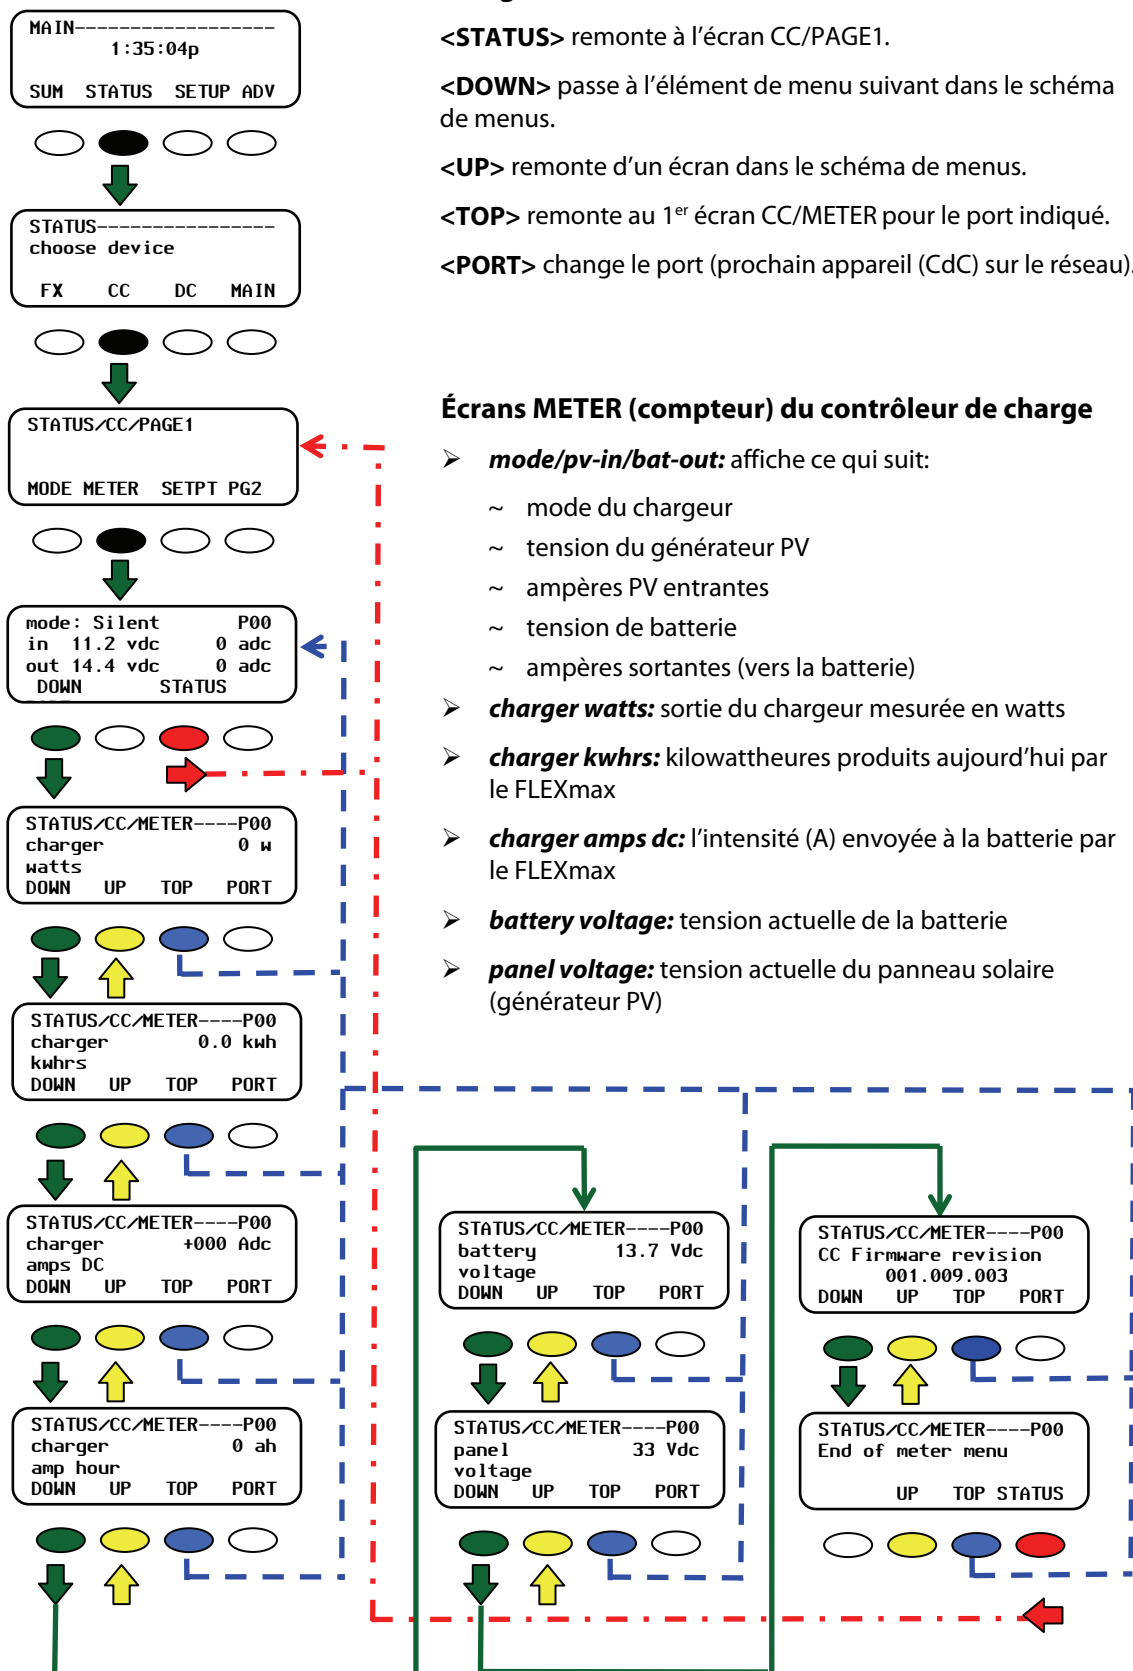 MAIN-------------------
1:35:04p
SUM STATUS SETUP ADV
STATUS----------------
choose device
FX CC DC MAIN
STATUS/CC/PAGE1
MODE METER SETPT PG2
mode: Silent P00
in 11.2 vdc 0 adc
out 14.4 vdc 0 adc
DOWN STATUS
STATUS/CC/METER----P00
charger 0 w
watts
DOWN UP TOP PORT
STATUS/CC/METER----P00
charger 0.0 kwh
kwhrs
DOWN UP TOP PORT
STATUS/CC/METER----P00
charger +000 Adc
amps DC
DOWN UP TOP PORT
STATUS/CC/METER----P00
charger 0 ah
amp hour
DOWN UP TOP PORT
<STATUS> remonte à l’écran CC/PAGE1.
<DOWN> passe à l’élément de menu suivant dans le schéma
de menus.
<UP> remonte d’un écran dans le schéma de menus.
<TOP> remonte au 1er écran CC/METER pour le port indiqué.
<PORT> change le port (prochain appareil (CdC) sur le réseau).
Écrans METER (compteur) du contrôleur de charge
➢ mode/pv-in/bat-out: affiche ce qui suit:
~ mode du chargeur
~ tension du générateur PV
~ ampères PV entrantes
~ tension de batterie
~ ampères sortantes (vers la batterie)
➢ charger watts: sortie du chargeur mesurée en watts
➢ charger kwhrs: kilowattheures produits aujourd’hui par
le FLEXmax
➢ charger amps dc: l’intensité (A) envoyée à la batterie par
le FLEXmax
➢ battery voltage: tension actuelle de la batterie
➢ panel voltage: tension actuelle du panneau solaire
(générateur PV)
STATUS/CC/METER----P00
battery 13.7 Vdc
voltage
DOWN UP TOP PORT
STATUS/CC/METER----P00
panel 33 Vdc
voltage
DOWN UP TOP PORT
STATUS/CC/METER----P00
CC Firmware revision
001.009.003
DOWN UP TOP PORT
STATUS/CC/METER----P00
End of meter menu
UP TOP STATUS